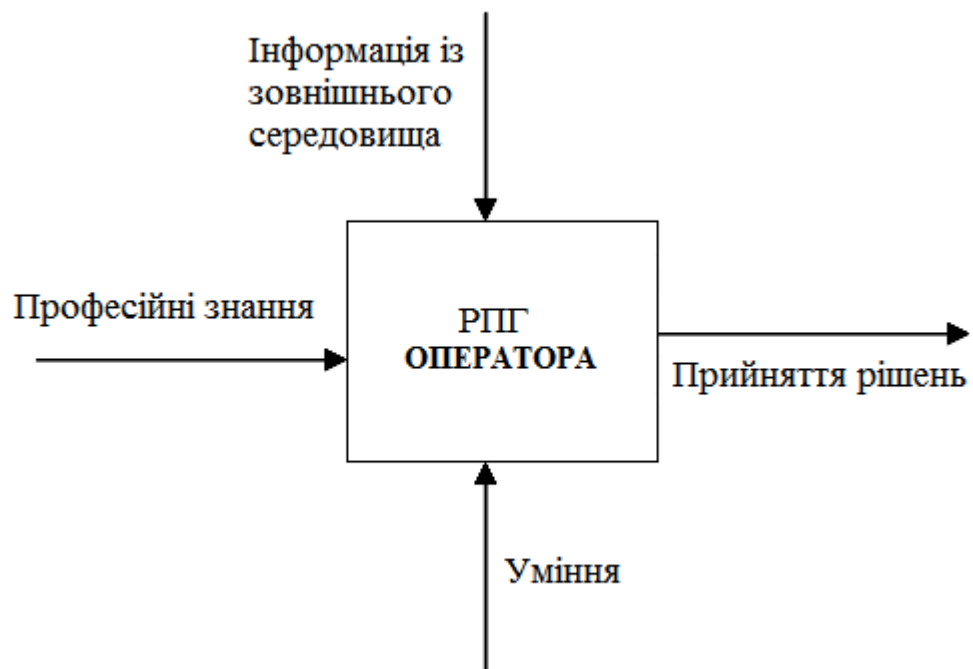 Інформація із
зовнішнього
середовища
Професійні знання
РПГ
ОПЕРАТОРА
Прийняття рішень
Уміння